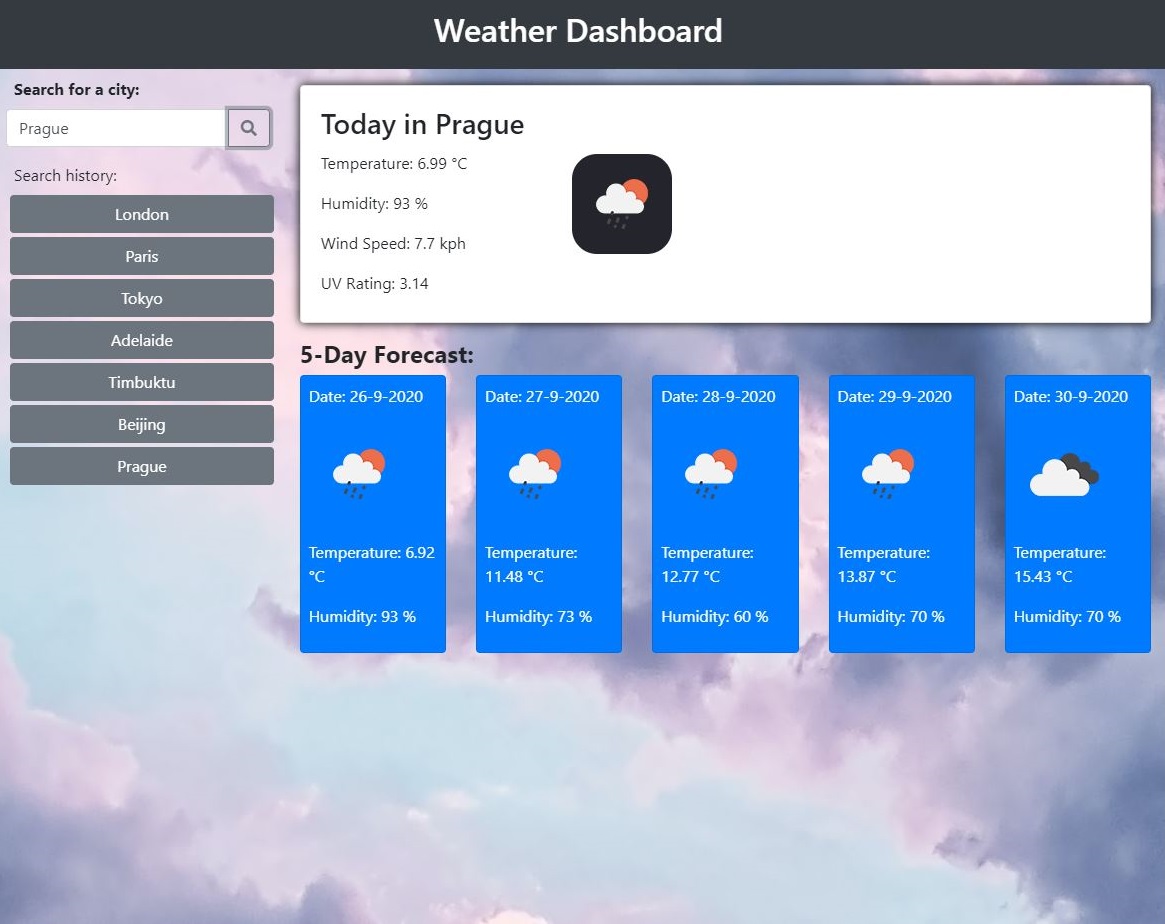 Weather Dashboard
Search for a city:
Prague
Search history:
London
Paris
Tokyo
Adelaide
Timbuktu
Beijing
Prague
Today in Prague
Temperature: 6.99 °C
Humidity: 93 %
Wind Speed: 7.7 kph
UV Rating: 3.14
5-Day Forecast:
Date: 26-9-2020
Temperature: 6.92
°C
Humidity: 93 %
Date: 27-9-2020
Temperature:
11.48 °C
Humidity: 73 %
Date: 28-9-2020
Temperature:
12.77 °C
Humidity: 60 %
Date: 29-9-2020
Temperature:
13.87 °C
Humidity: 70 %
Date: 30-9-2020
Temperature:
15.43 °C
Humidity: 70 %